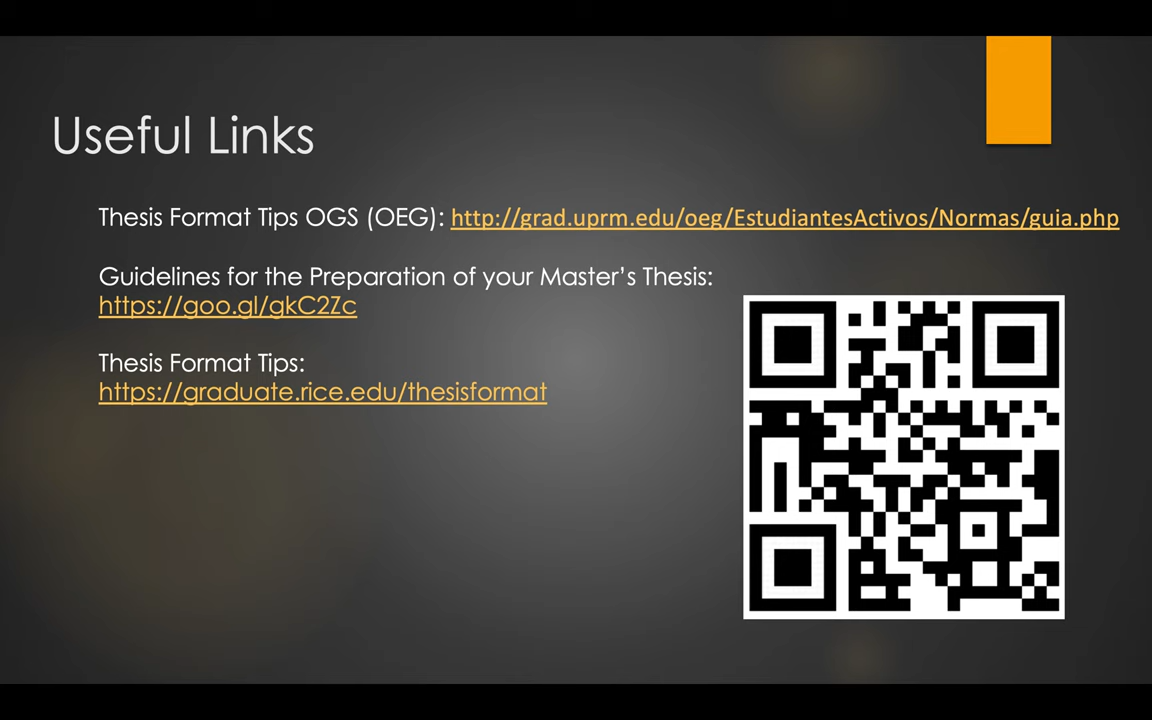 Useful Links
Thesis Format Tips OGS (OEG): http://grad.uprm.edu/oeg/EstudiantesActivos/Normas/guia.php
Guidelines for the Preparation of your Master’s Thesis:
https://goo.gl/gkC2Zc
Thesis Format Tips:
https://graduate.rice.edu/thesisformat